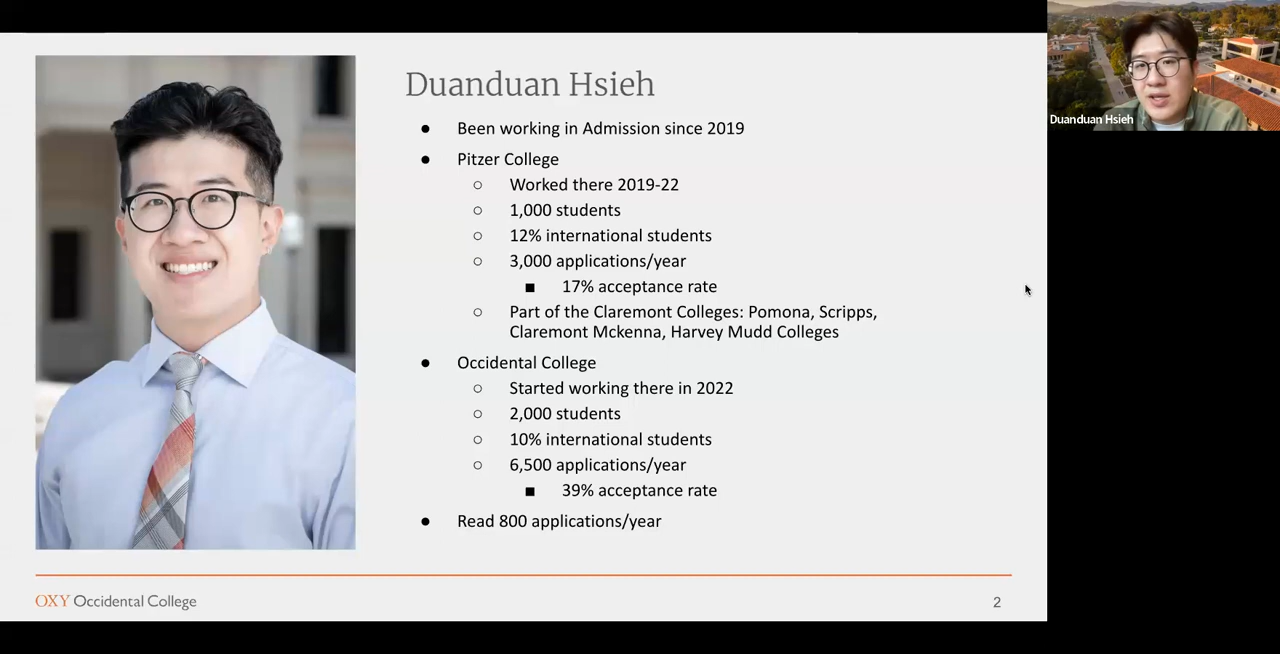 Duanduan Hsieh
● Been working in Admission since 2019
● Pitzer College
○ Worked there 2019-22
○ 1,000 students
○ 12% international students
○ 3,000 applications/year
■ 17% acceptance rate
○ Part of the Claremont Colleges: Pomona, Scripps,
Claremont Mckenna, Harvey Mudd Colleges
● Occidental College
○ Started working there in 2022
○ 2,000 students
○ 10% international students
○ 6,500 applications/year
■ 39% acceptance rate
● Read 800 applications/year
OXY Occidental College
2
Duanduan Hsieh